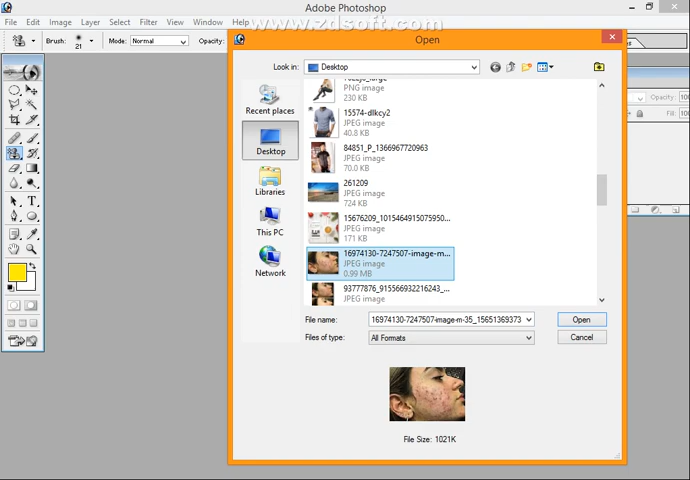 Adobe Photoshop
File Edit Image Layer Select Filter View Window Help
www.zdsoft.com
Brush: 21 Mode: Normal Opacity:
Open
Look in: Desktop
Recent places
Desktop
Libraries
This PC
Network
PNG image
230 KB
15574-dlkcy2
JPEG image
40.8 KB
84851_P_1366967720963
JPEG image
70.0 KB
261209
JPEG image
724 KB
15676209_1015464915075950...
JPEG image
171 KB
16974130-7247507-image-m-...
JPEG image
0.99 MB
93777876_915566932216243_...
JPEG image
File name: 16974130-7247507-image-m-35_15651369373
Open
Files of type: All Formats
Cancel
File Size: 1021K
Opacity: 100
100